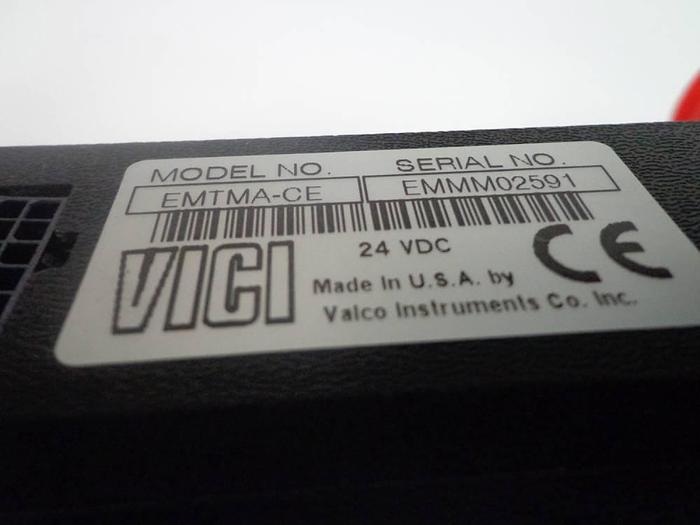 MODEL NO. SERIAL NO.
EMTMA-CE EMMM02591
VICI
24 VDC
Made In U.S.A. by
Valco Instruments Co. Inc.
CE